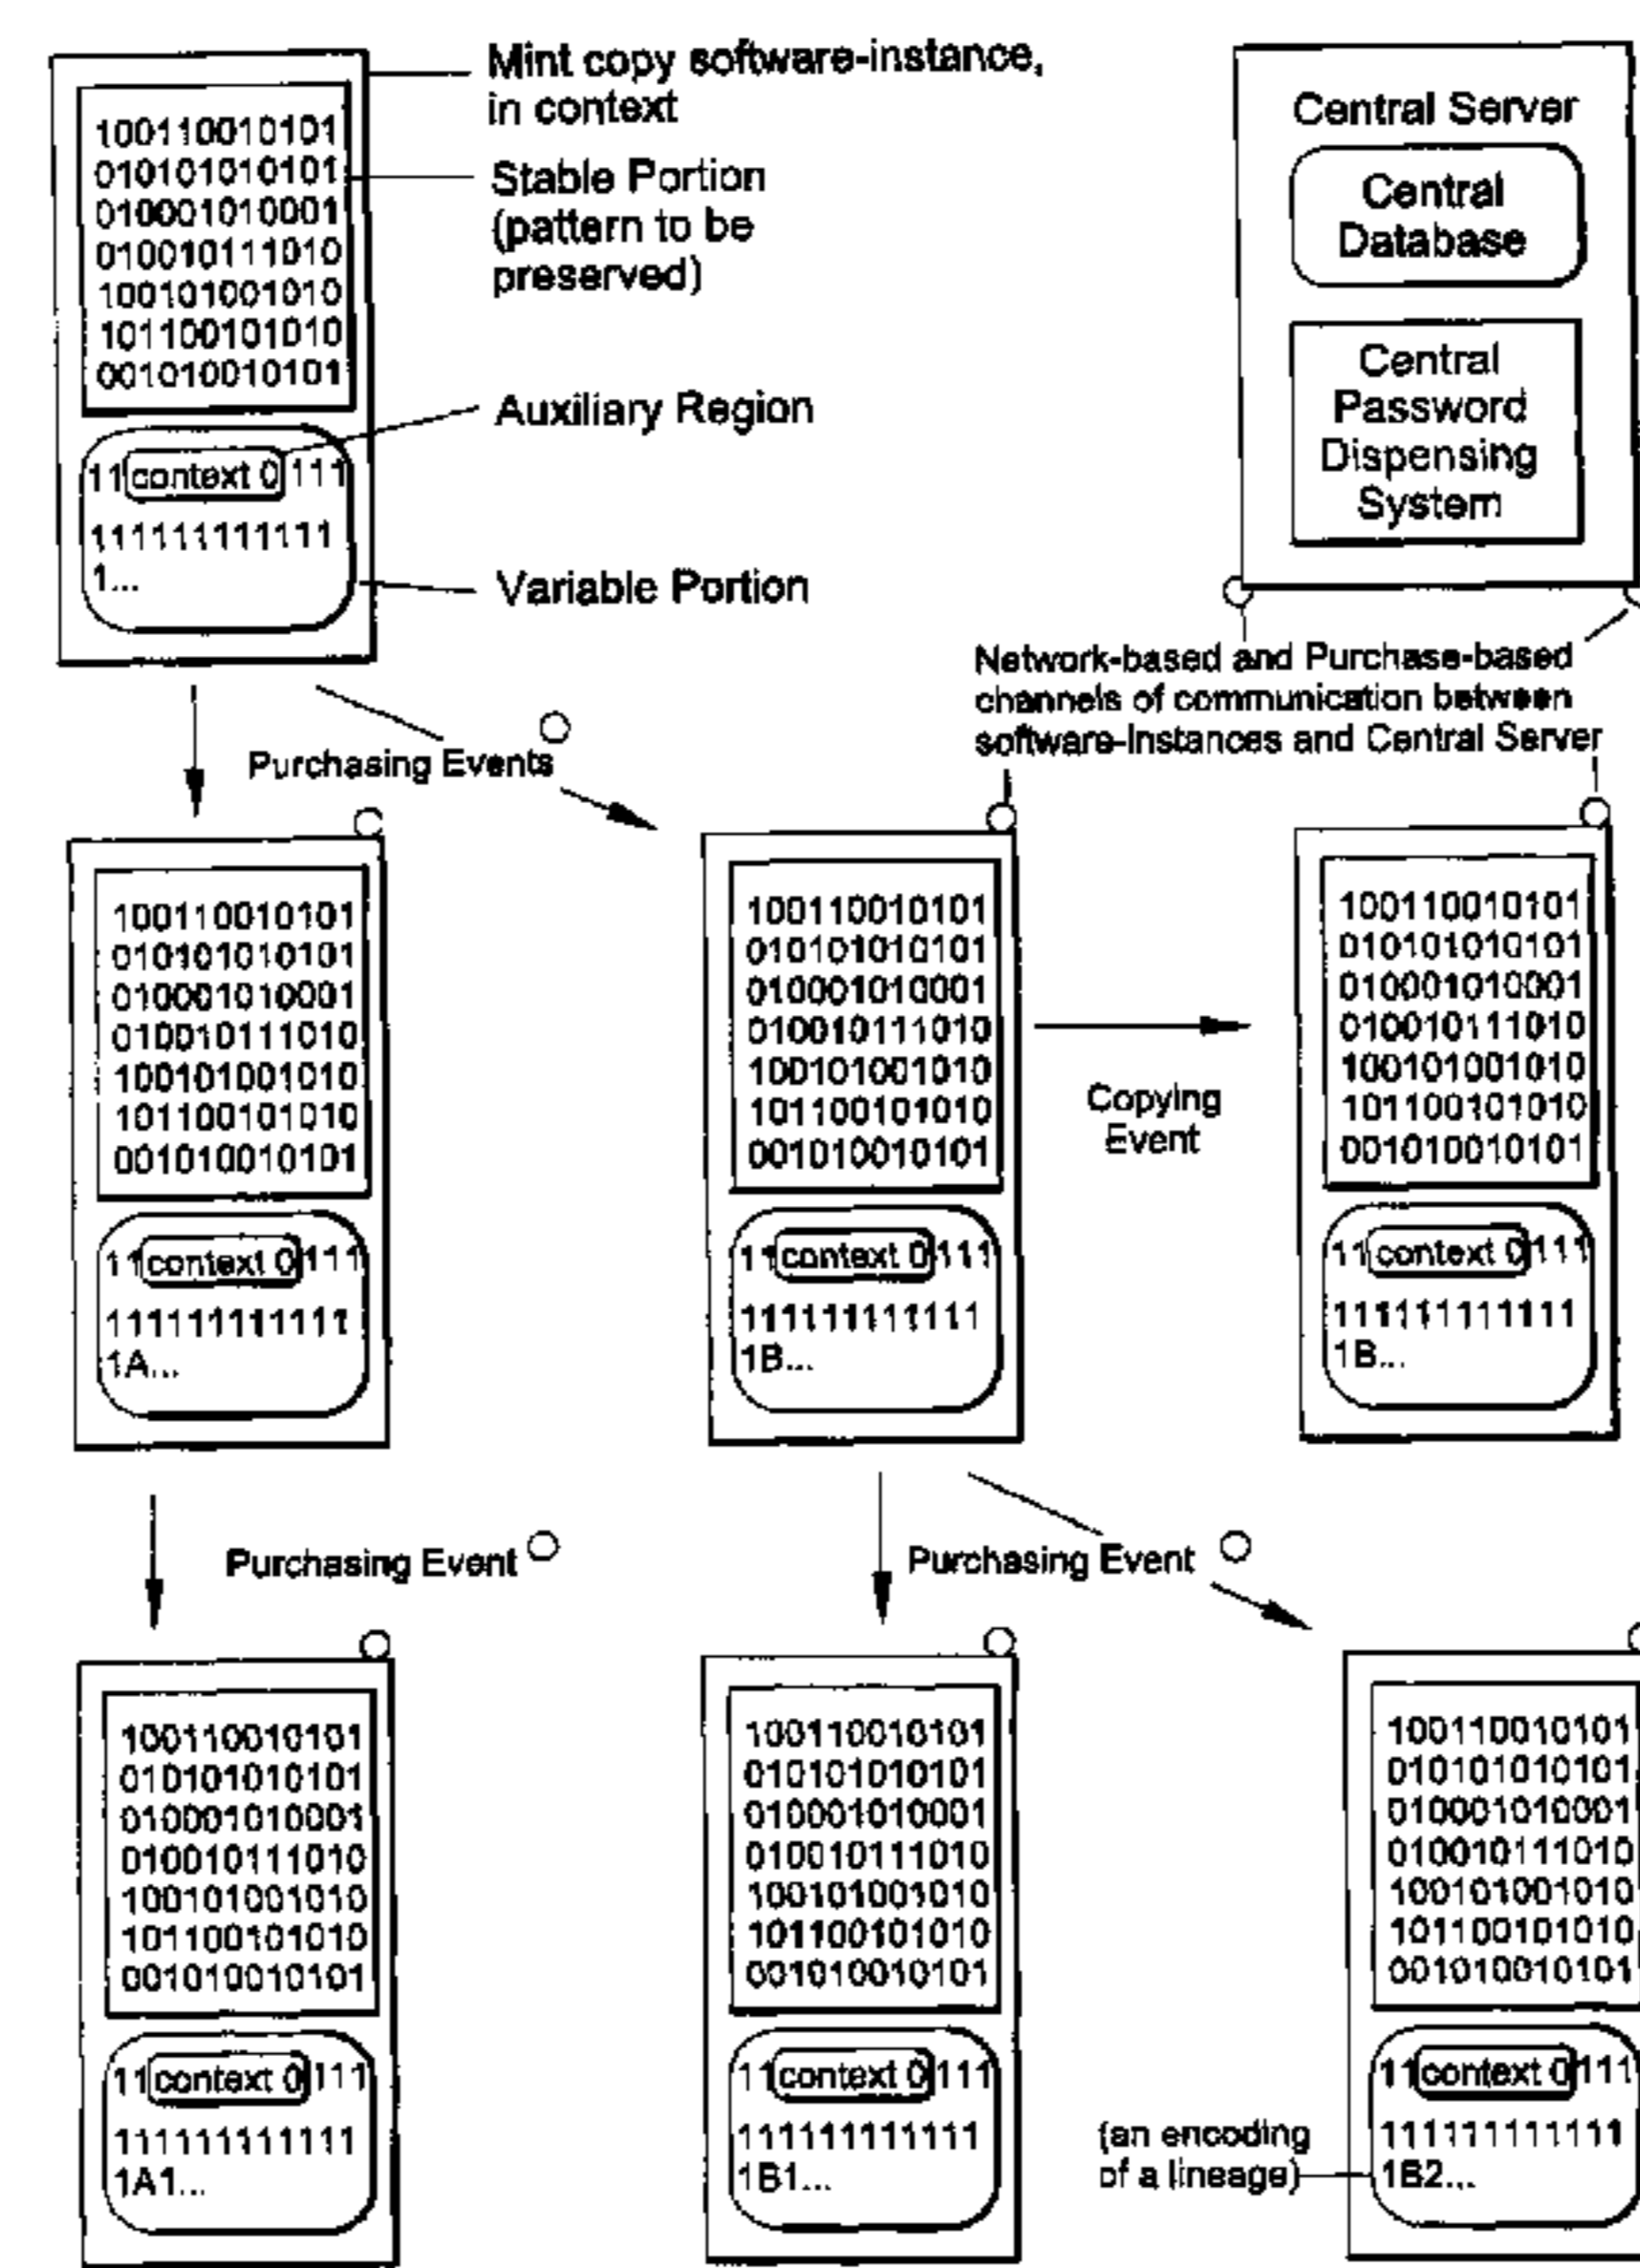 Mint copy software-instance,
in context
100110010101
010101010101
010001010001
010010111010
100101001010
101100101010
001010010101
Stable Portion
(pattern to be
preserved)
Auxiliary Region
11 context 0 111
111111111111
1...
Variable Portion
Central Server
Central
Database
Central
Password
Dispensing
System
Network-based and Purchase-based
channels of communication between
software-Instances and Central Server
Purchasing Events
100110010101
010101010101
010001010001
010010111010
100101001010
101100101010
001010010101
11 context 0 111
111111111111
1A...
100110010101
010101010101
010001010001
010010111010
100101001010
101100101010
001010010101
11 context 0 111
111111111111
1B...
Copying
Event
100110010101
010101010101
010001010001
010010111010
100101001010
101100101010
001010010101
11 context 0 111
111111111111
1B...
Purchasing Event
Purchasing Event
100110010101
010101010101
010001010001
010010111010
100101001010
101100101010
001010010101
11 context 0 111
111111111111
1A1...
100110010101
010101010101
010001010001
010010111010
100101001010
101100101010
001010010101
11 context 0 111
111111111111
1B1...
(an encoding
of a lineage)
100110010101
010101010101
010001010001
010010111010
100101001010
101100101010
001010010101
11 context 0 111
111111111111
1B2...